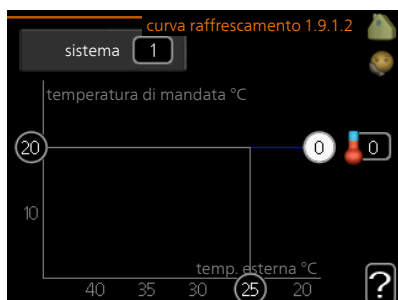 curva raffrescamento 1.9.1.2
sistema 1
temperatura di mandata °C
20 0 0
10
temp. esterna °C
40 35 30 25 20
?